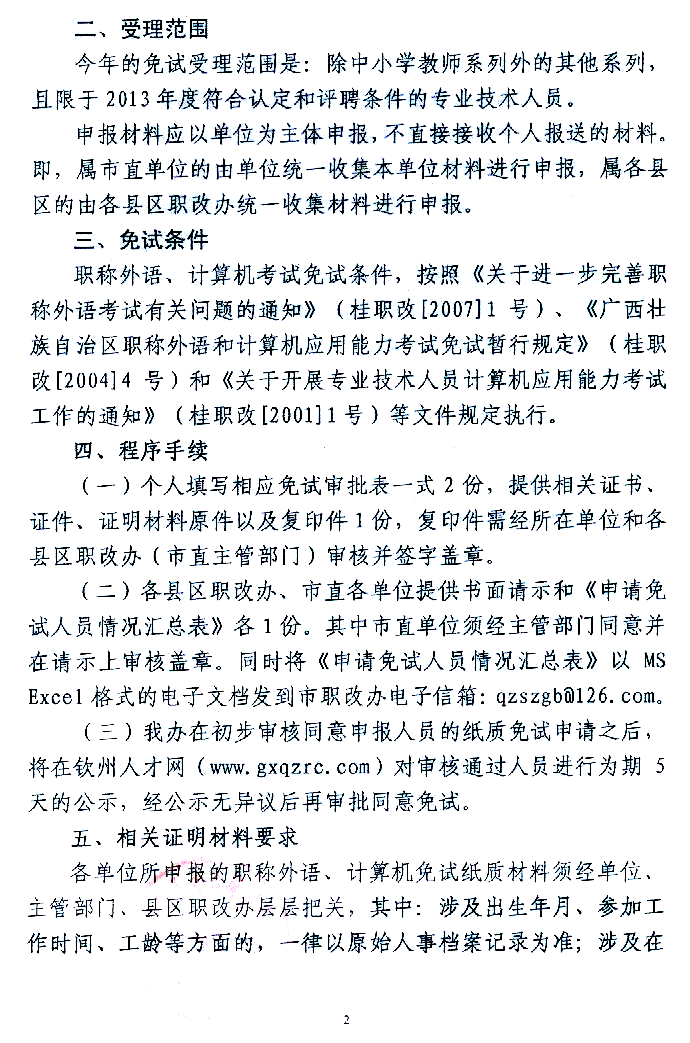 二、受理范围
今年的免试受理范围是：除中小学教师系列外的其他系列，
且限于 2013 年度符合认定和评聘条件的专业技术人员。
申报材料应以单位为主体申报，不直接接收个人报送的材料。
即，属市直单位的由单位统一收集本单位材料进行申报，属各县
区的由各县区职改办统一收集材料进行申报。
三、免试条件
职称外语、计算机考试免试条件，按照《关于进一步完善职
称外语考试有关问题的通知》（桂职改[2007]1 号）、《广西壮
族自治区职称外语和计算机应用能力考试免试暂行规定》（桂职
改[2004]4 号）和《关于开展专业技术人员计算机应用能力考试
工作的通知》（桂职改[2001]1 号）等文件规定执行。
四、程序手续
（一）个人填写相应免试审批表一式 2 份，提供相关证书、
证件、证明材料原件以及复印件 1 份，复印件需经所在单位和各
县区职改办（市直主管部门）审核并签字盖章。
（二）各县区职改办、市直各单位提供书面请示和《申请免
试人员情况汇总表》各 1 份。其中市直单位须经主管部门同意并
在请示上审核盖章。同时将《申请免试人员情况汇总表》以 MS
Excel 格式的电子文档发到市职改办电子信箱：qzszgb@126.com。
（三）我办在初步审核同意申报人员的纸质免试申请之后，
将在钦州人才网（www.gxqzrc.com）对审核通过人员进行为期 5
天的公示，经公示无异议后再审批同意免试。
五、相关证明材料要求
各单位所申报的职称外语、计算机免试纸质材料须经单位、
主管部门、县区职改办层层把关，其中：涉及出生年月、参加工
作时间、工龄等方面的，一律以原始人事档案记录为准；涉及在
2